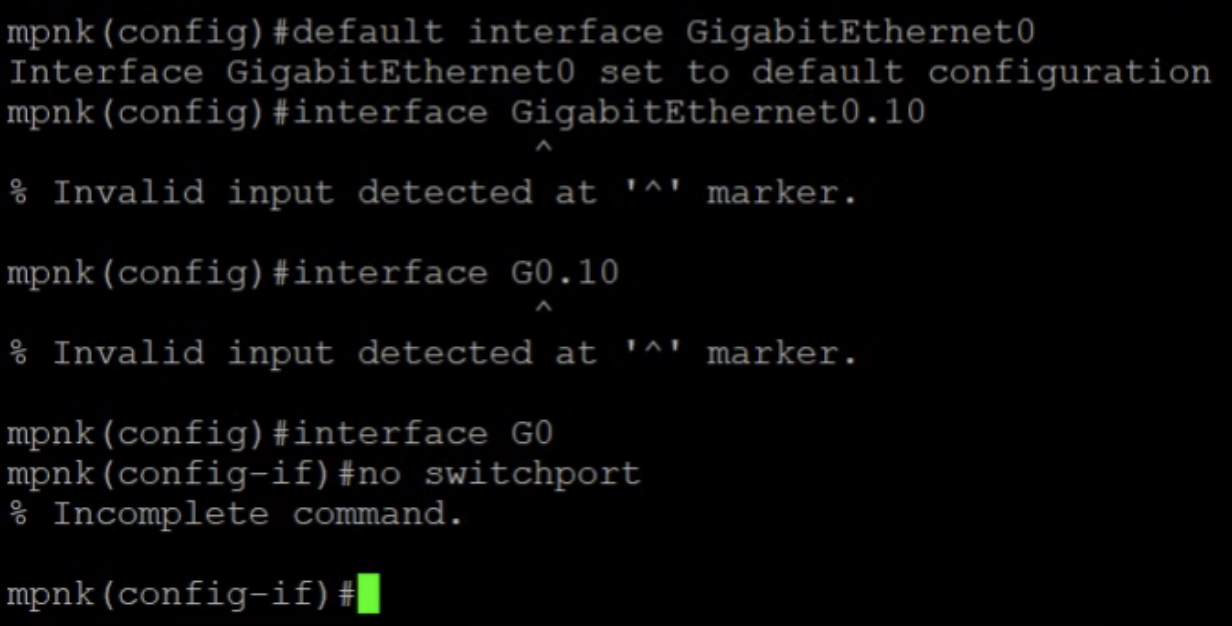 mpnk(config)#default interface GigabitEthernet0
Interface GigabitEthernet0 set to default configuration
mpnk(config)#interface GigabitEthernet0.10
^
% Invalid input detected at '^' marker.
mpnk(config)#interface G0.10
^
% Invalid input detected at '^' marker.
mpnk(config)#interface G0
mpnk(config-if)#no switchport
% Incomplete command.
mpnk(config-if)#